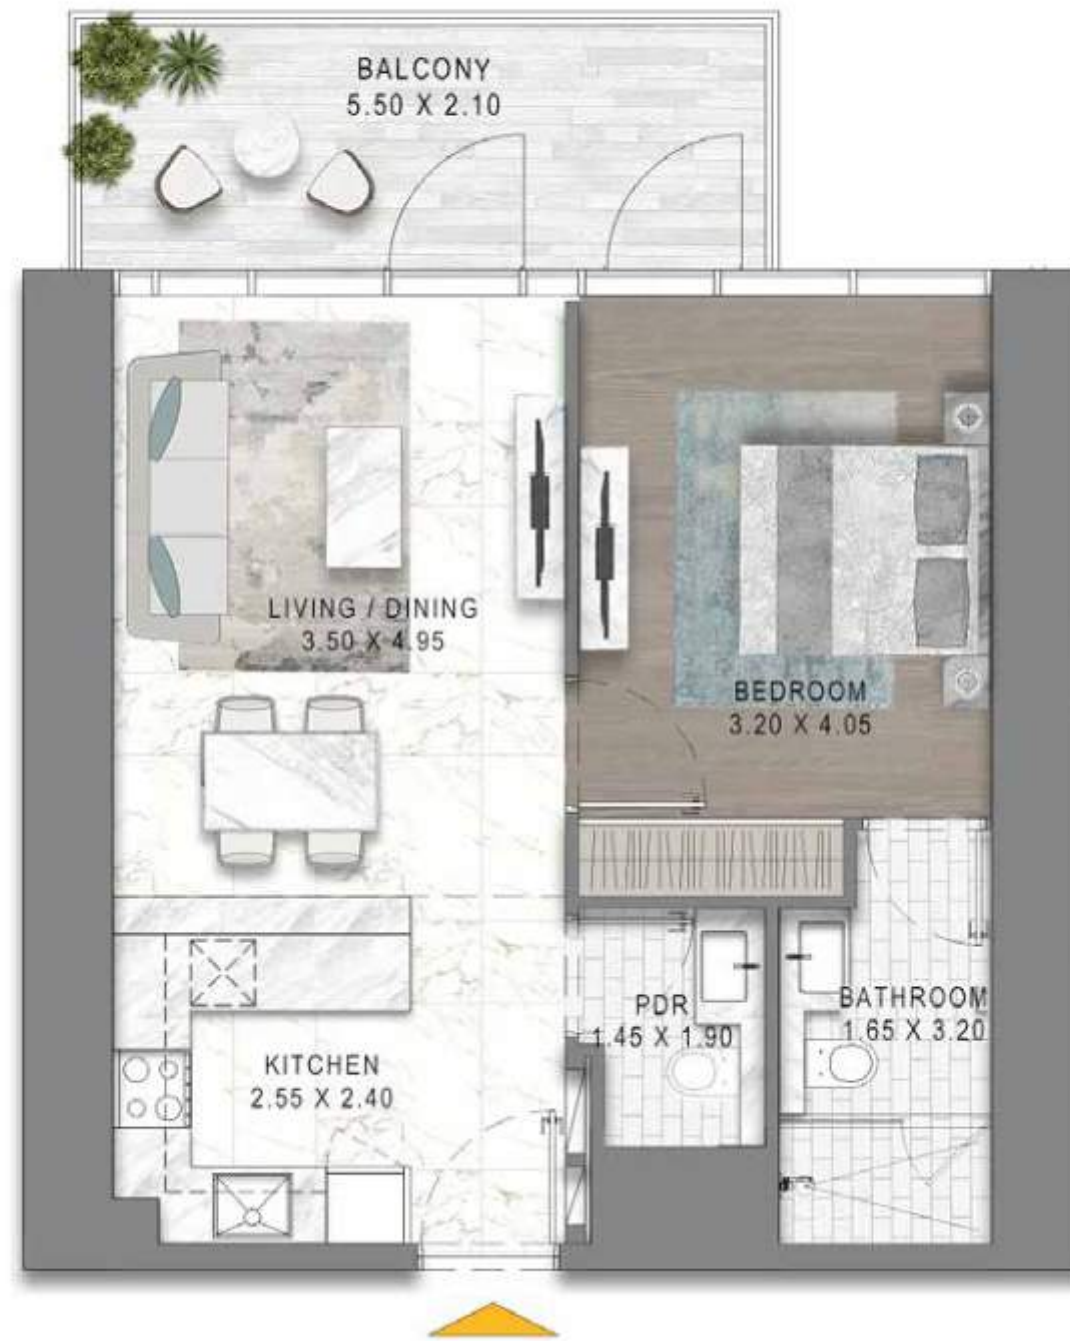 BALCONY
5.50 X 2.10
LIVING / DINING
3.50 X 4.95
BEDROOM
3.20 X 4.05
PDR
1.45 X 1.90
BATHROOM
1.65 X 3.20
KITCHEN
2.55 X 2.40